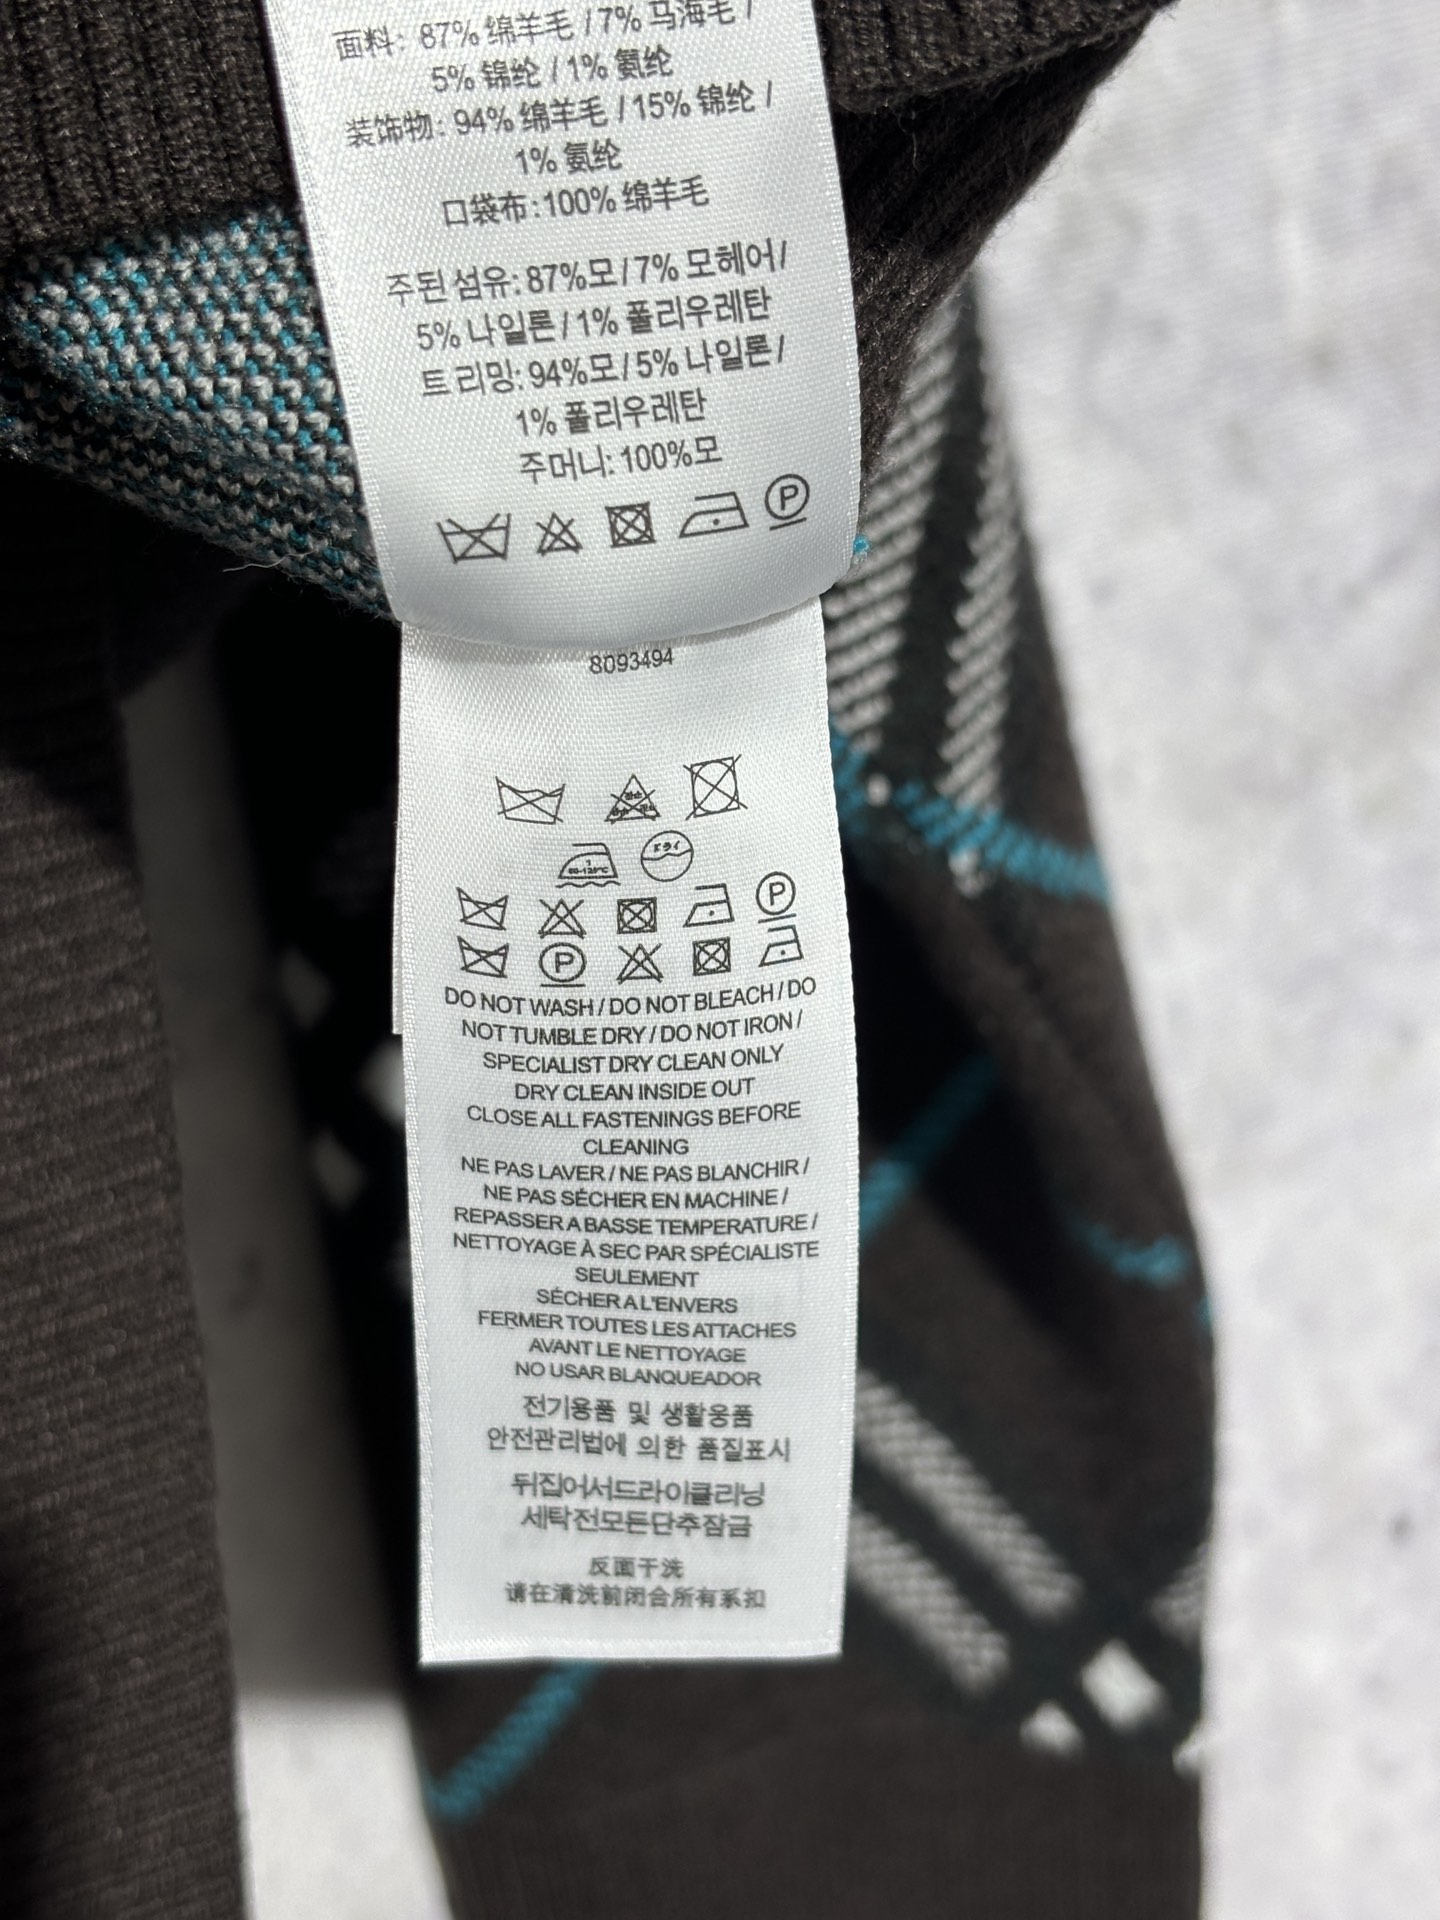 面料: 87% 绵羊毛 / 7% 马海毛 /
5% 锦纶 / 1% 氨纶
装饰物: 94% 绵羊毛 / 15% 锦纶 /
1% 氨纶
口袋布: 100% 绵羊毛
주된 섬유: 87%모 / 7% 모헤어 /
5% 나일론 / 1% 폴리우레탄
트리밍: 94%모 / 5% 나일론 /
1% 폴리우레탄
주머니: 100%모
P
8093494
ドライ
P
P
DO NOT WASH / DO NOT BLEACH / DO
NOT TUMBLE DRY / DO NOT IRON /
SPECIALIST DRY CLEAN ONLY
DRY CLEAN INSIDE OUT
CLOSE ALL FASTENINGS BEFORE
CLEANING
NE PAS LAVER / NE PAS BLANCHIR /
NE PAS SÉCHER EN MACHINE /
REPASSER A BASSE TEMPERATURE /
NETTOYAGE À SEC PAR SPÉCIALISTE
SEULEMENT
SÉCHER A L'ENVERS
FERMER TOUTES LES ATTACHES
AVANT LE NETTOYAGE
NO USAR BLANQUEADOR
전기용품 및 생활웅품
안전관리법에 의한 품질표시
뒤집어서드라이클리닝
세탁전모든단추잠금
反面干洗
请在清洗前闭合所有系扣